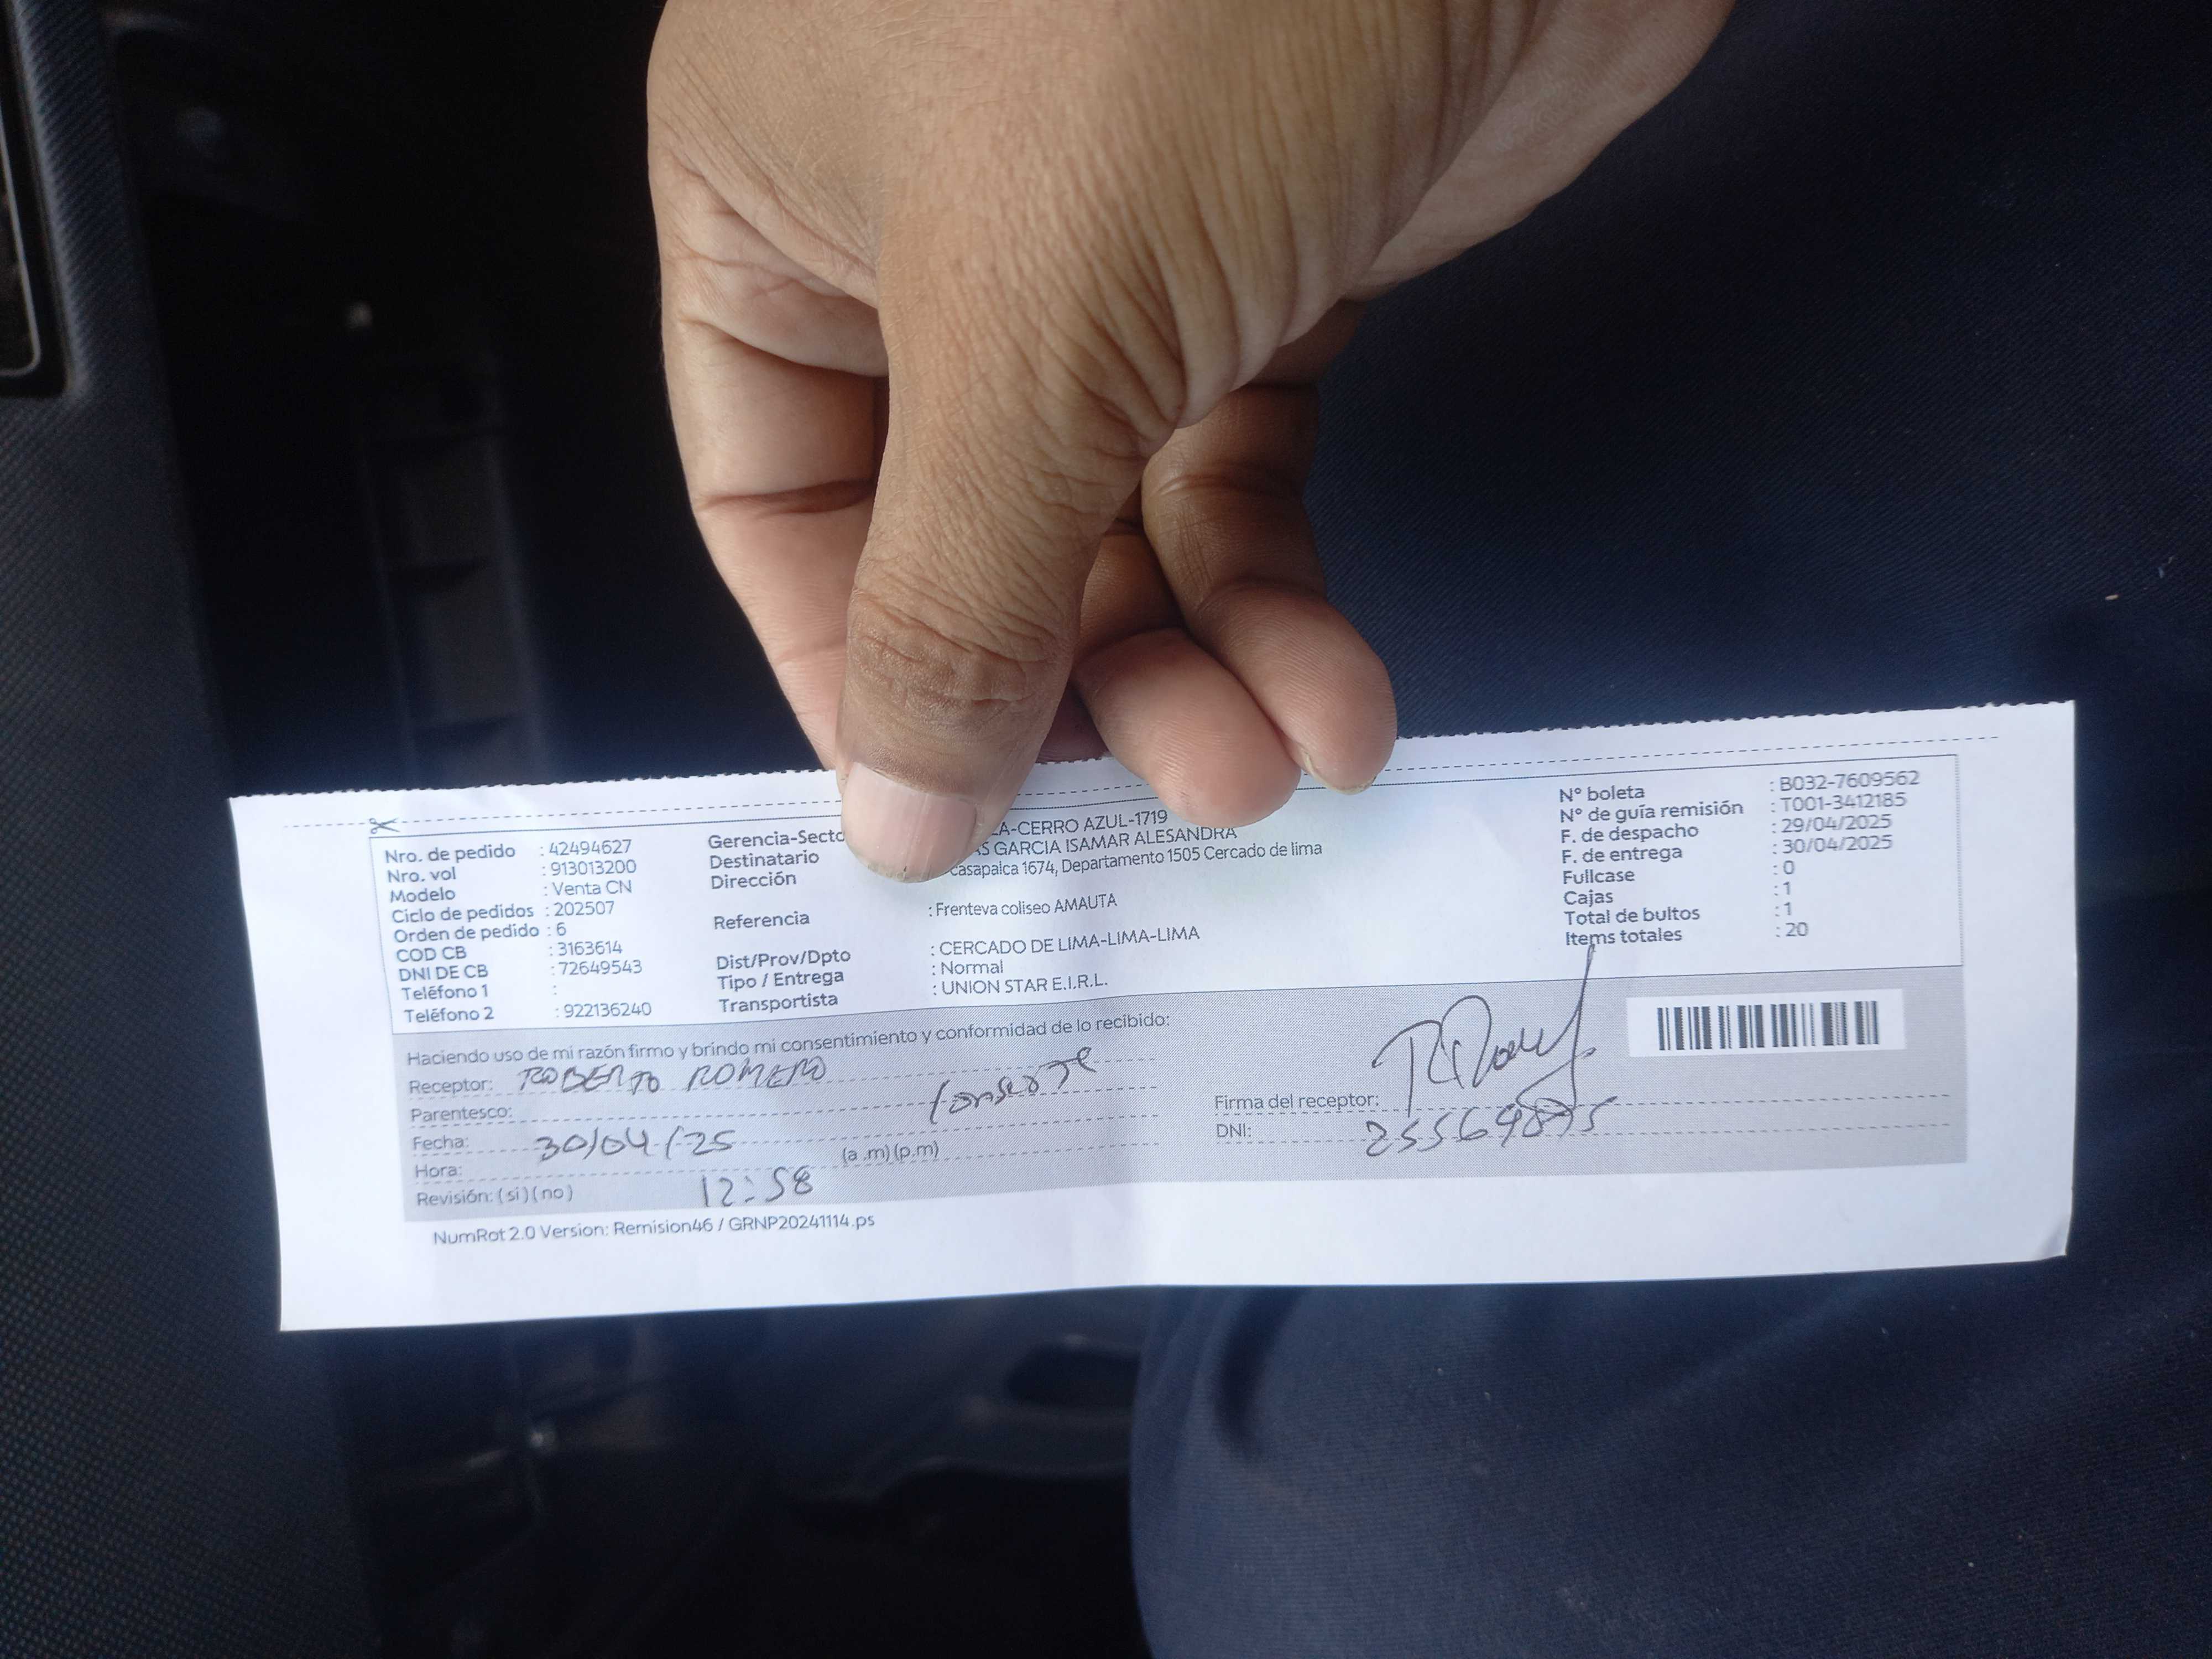 Nro. de pedido : 42494627
Nro. vol : 913013200
Modelo : Venta CN
Ciclo de pedidos : 202507
Orden de pedido : 6
COD CB : 3163614
DNI DE CB : 72649543
Teléfono 1 :
Teléfono 2 : 922136240
Gerencia-Secto LA-CERRO AZUL-1719
Destinatario GARCIA ISAMAR ALESANDRA
Dirección casapalca 1674, Departamento 1505 Cercado de lima
Referencia : Frenteva coliseo AMAUTA
Dist/Prov/Dpto : CERCADO DE LIMA-LIMA-LIMA
Tipo / Entrega : Normal
Transportista : UNION STAR E.I.R.L.
N° boleta : B032-7609562
N° de guía remisión : T001-3412185
F. de despacho : 29/04/2025
F. de entrega : 30/04/2025
Fullcase : 0
Cajas : 1
Total de bultos : 1
Items totales : 20
Haciendo uso de mi razón firmo y brindo mi consentimiento y conformidad de lo recibido:
Receptor: ROBERTO ROMERO
Parentesco: Conserje
Fecha: 30/04/25
Hora: 12:58 (a .m) (p.m)
Revisión: ( si ) ( no )
Firma del receptor:
DNI:
NumRot 2.0 Version: Remision46 / GRNP20241114.ps